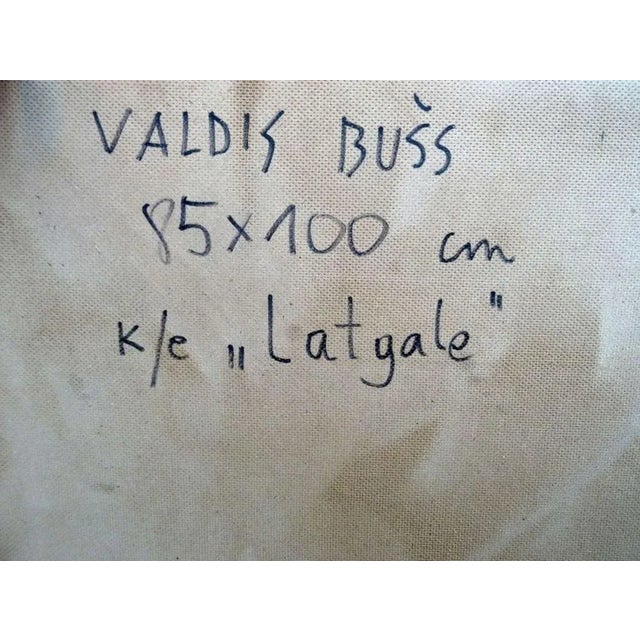 VALDIS BUŠS
85x100 cm
k/e „Latgale"